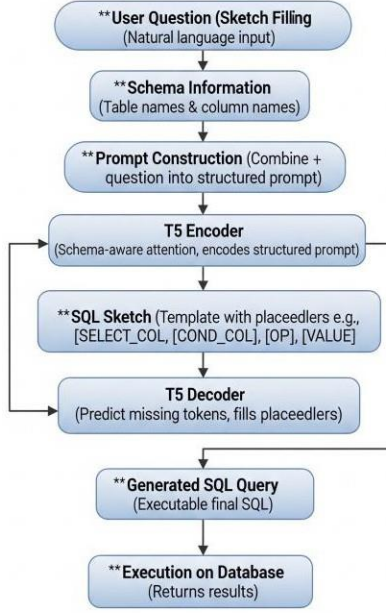 **User Question (Sketch Filling
(Natural language input)
**Schema Information
(Table names & column names)
**Prompt Construction (Combine +
question into structured prompt)
T5 Encoder
(Schema-aware attention, encodes structured prompt)
**SQL Sketch (Template with placeedlers e.g.,
[SELECT_COL, [COND_COL], [OP], [VALUE]
T5 Decoder
(Predict missing tokens, fills placeedlers)
**Generated SQL Query
(Executable final SQL)
**Execution on Database
(Returns results)